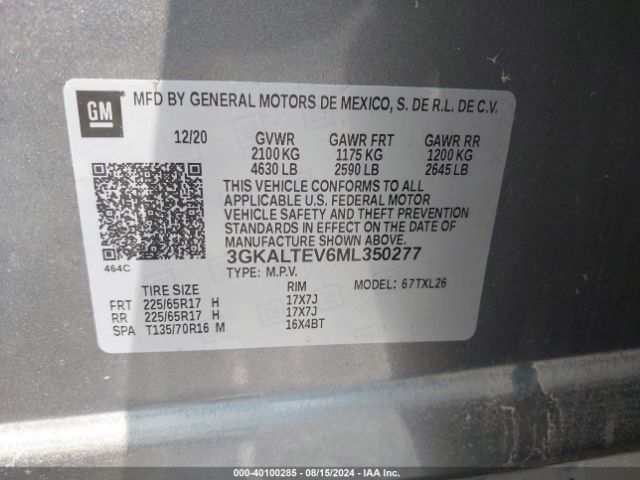 GM
MFD BY GENERAL MOTORS DE MEXICO, S. DE R.L. DE C.V.
12/20 GVWR GAWR FRT GAWR RR
2100 KG 1175 KG 1200 KG
4630 LB 2590 LB 2645 LB
THIS VEHICLE CONFORMS TO ALL
APPLICABLE U.S. FEDERAL MOTOR
VEHICLE SAFETY AND THEFT PREVENTION
STANDARDS IN EFFECT ON THE DATE OF
MANUFACTURE SHOWN ABOVE.
464C
3GKALTEV6ML350277
TYPE: M.P.V. MODEL: 67TXL26
TIRE SIZE RIM
FRT 225/65R17 H 17X7J
RR 225/65R17 H 17X7J
SPA T135/70R16 M 16X4BT
000-40100285 - 08/15/2024 - IAA Inc.